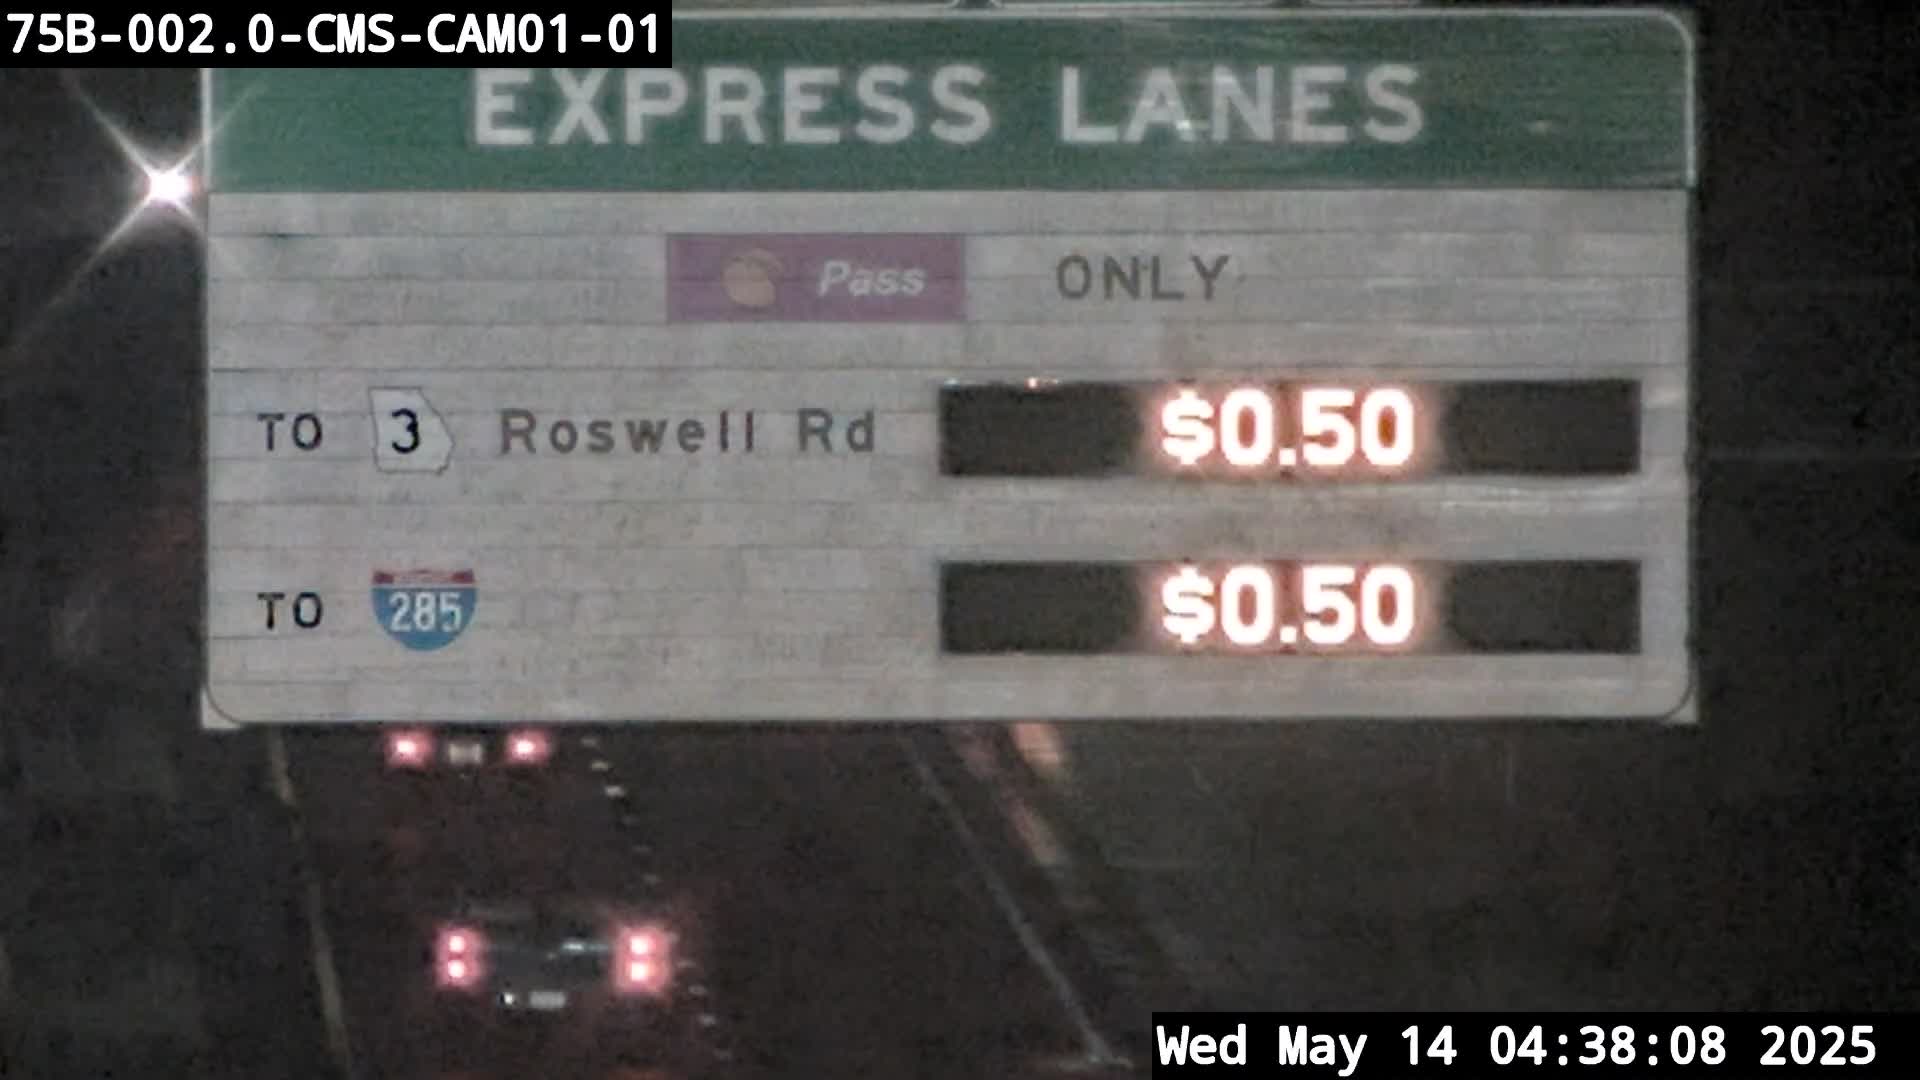 75B-002.0-CMS-CAM01-01
EXPRESS LANES
Pass ONLY
TO 3 Roswell Rd $0.50
TO 285 $0.50
Wed May 14 04:38:08 2025